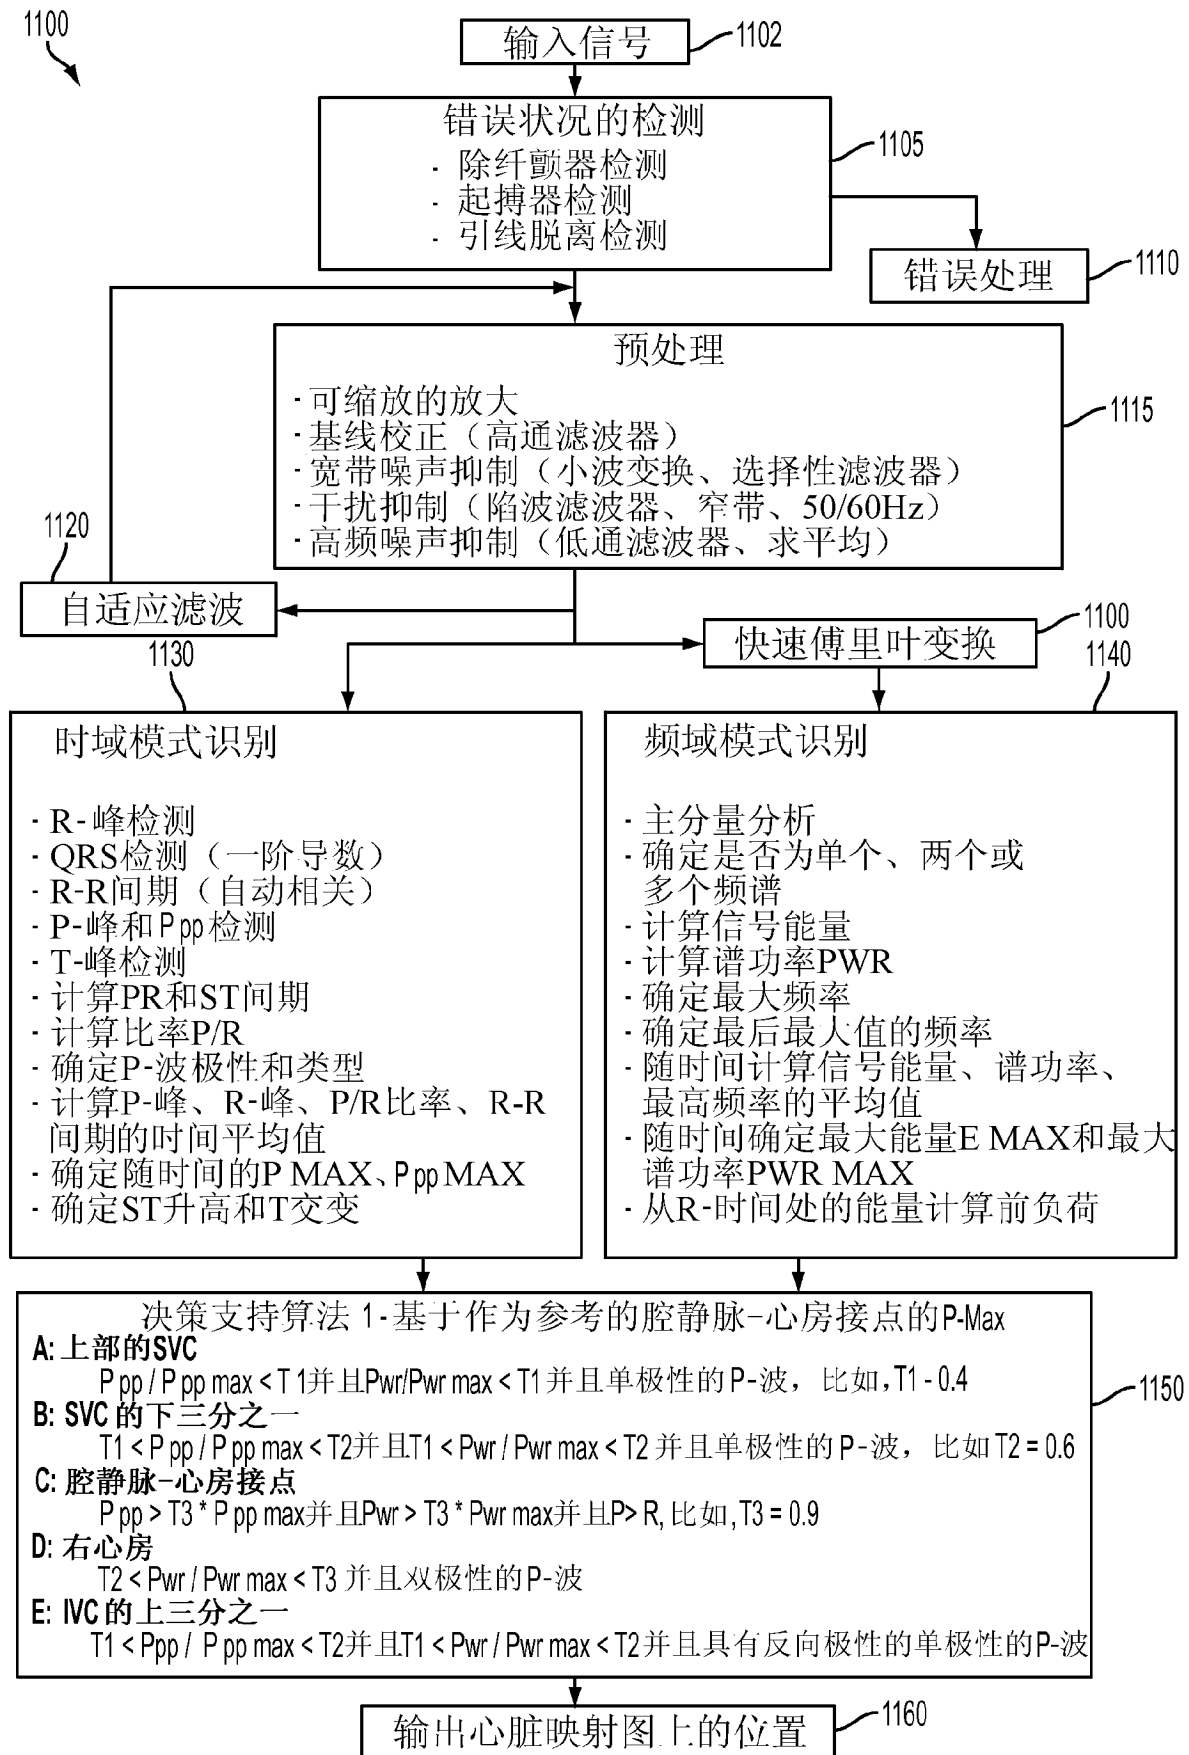 1100
输入信号
1102
错误状况的检测
- 除纤颤器检测
- 起搏器检测
- 引线脱离检测
1105
错误处理
1110
预处理
- 可缩放的放大
- 基线校正（高通滤波器）
- 宽带噪声抑制（小波变换、选择性滤波器）
- 干扰抑制（陷波滤波器、窄带、50/60Hz）
- 高频噪声抑制（低通滤波器、求平均）
1115
1120
自适应滤波
快速傅里叶变换
1100
1130
时域模式识别
- R-峰检测
- QRS检测（一阶导数）
- R-R间期（自动相关）
- P-峰和Ppp检测
- T-峰检测
- 计算PR和ST间期
- 计算比率P/R
- 确定P-波极性和类型
- 计算P-峰、R-峰、P/R比率、R-R
间期的时间平均值
- 确定随时间的P MAX、Ppp MAX
- 确定ST升高和T交变
1140
频域模式识别
- 主分量分析
- 确定是否为单个、两个或
多个频谱
- 计算信号能量
- 计算谱功率PWR
- 确定最大频率
- 确定最后最大值的频率
- 随时间计算信号能量、谱功率、
最高频率的平均值
- 随时间确定最大能量E MAX和最大
谱功率PWR MAX
- 从R-时间处的能量计算前负荷
决策支持算法 1-基于作为参考的腔静脉-心房接点的P-Max
A: 上部的SVC
P pp / P pp max < T 1并且Pwr/Pwr max < T1 并且单极性的P-波，比如, T1 - 0.4
B: SVC 的下三分之一
T1 < P pp / P pp max < T2并且T1 < Pwr / Pwr max < T2 并且单极性的 P-波，比如 T2 = 0.6
C: 腔静脉-心房接点
P pp > T3 * P pp max并且Pwr > T3 * Pwr max并且P> R, 比如, T3 = 0.9
D: 右心房
T2 < Pwr / Pwr max < T3 并且双极性的P-波
E: IVC 的上三分之一
T1 < Ppp / P pp max < T2并且T1 < Pwr / Pwr max < T2并且具有反向极性的单极性的P-波
1150
输出心脏映射图上的位置
1160